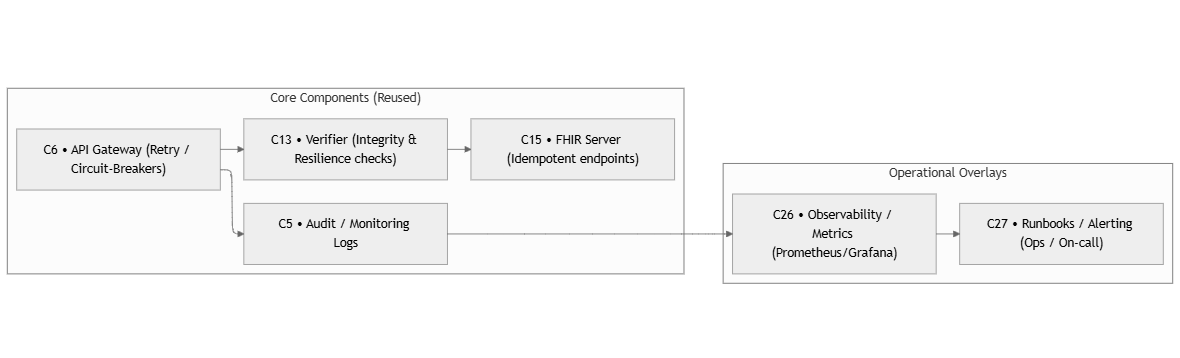 Core Components (Reused)
C6 • API Gateway (Retry /
Circuit-Breakers)
C13 • Verifier (Integrity &
Resilience checks)
C15 • FHIR Server
(Idempotent endpoints)
C5 • Audit / Monitoring
Logs
Operational Overlays
C26 • Observability /
Metrics
(Prometheus/Grafana)
C27 • Runbooks / Alerting
(Ops / On-call)